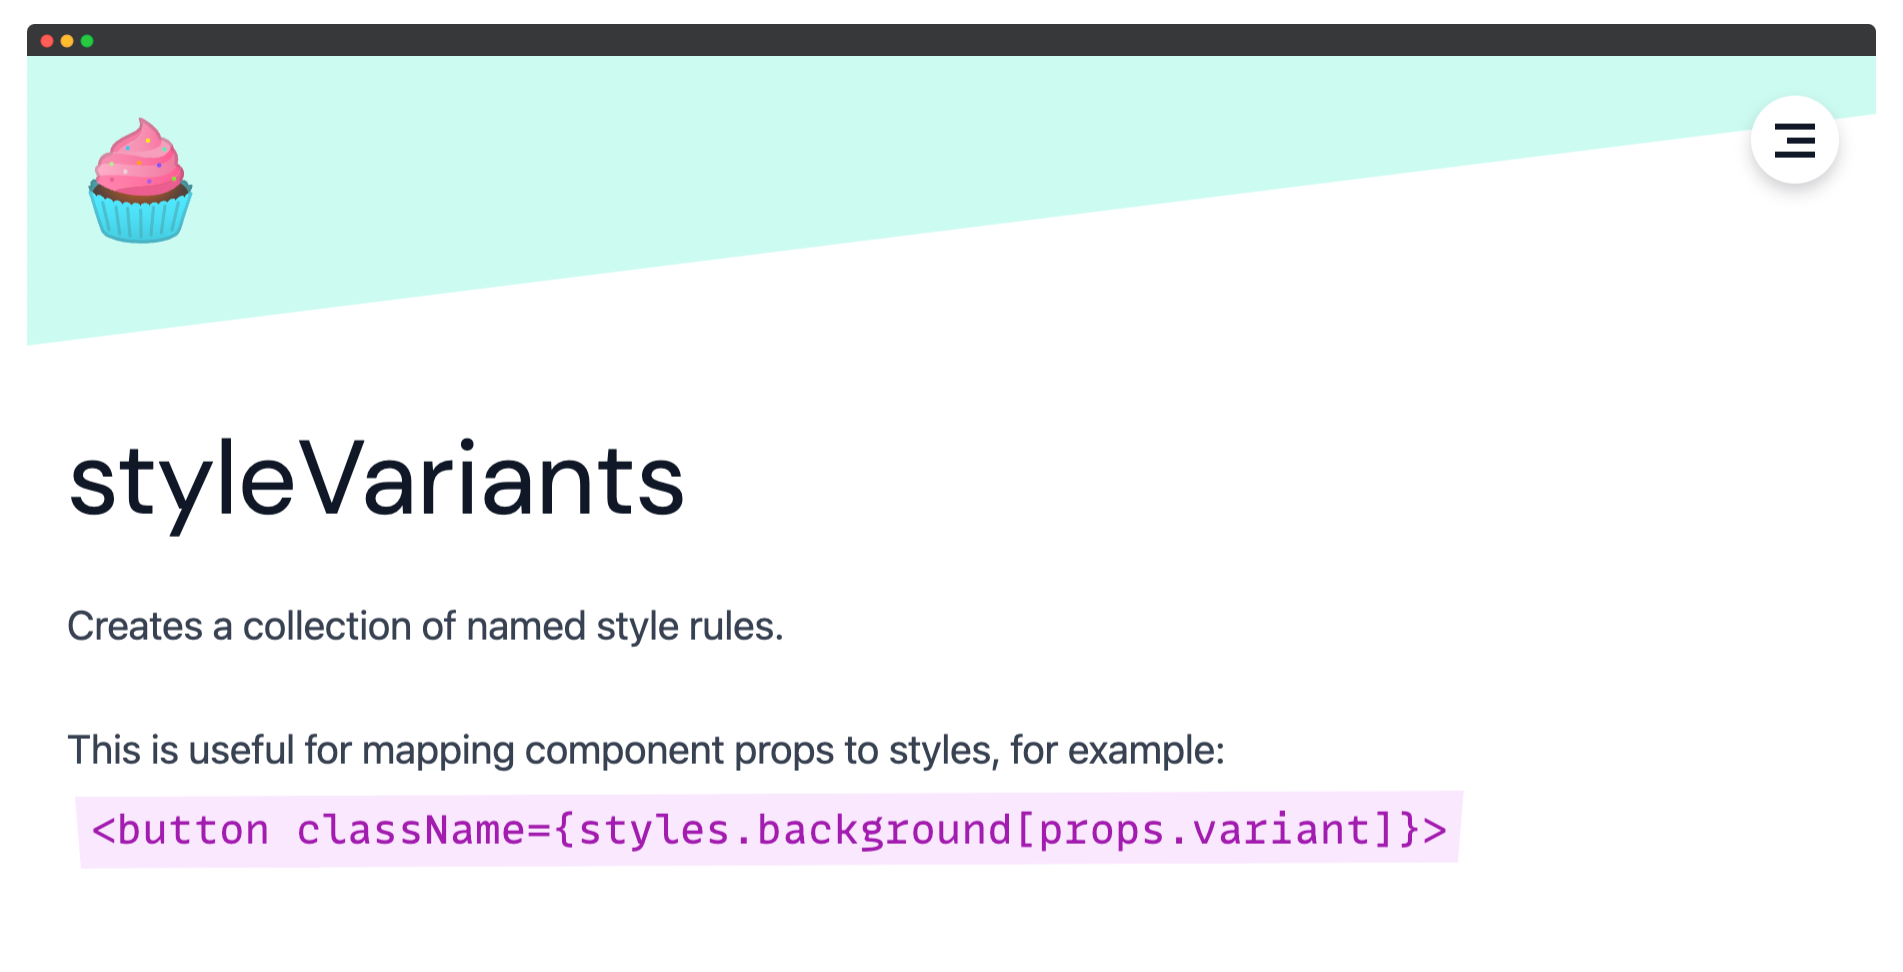 styleVariants
Creates a collection of named style rules.
This is useful for mapping component props to styles, for example:
<button className={styles.background[props.variant]}>